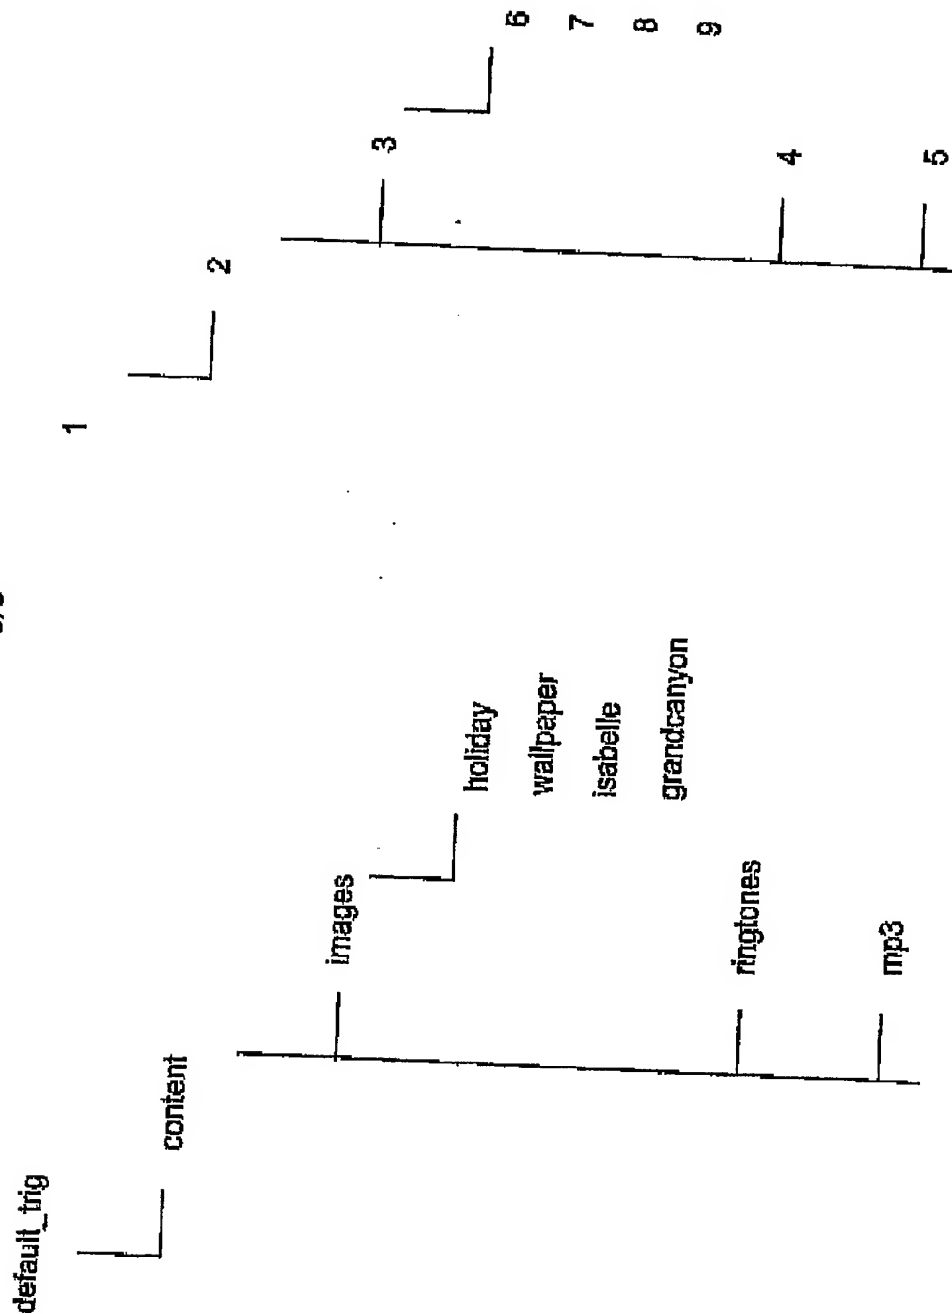 default_trig
content
images
holiday
wallpaper
isabelle
grandcanyon
ringtones
mp3
1
2
3
6
7
8
9
4
5